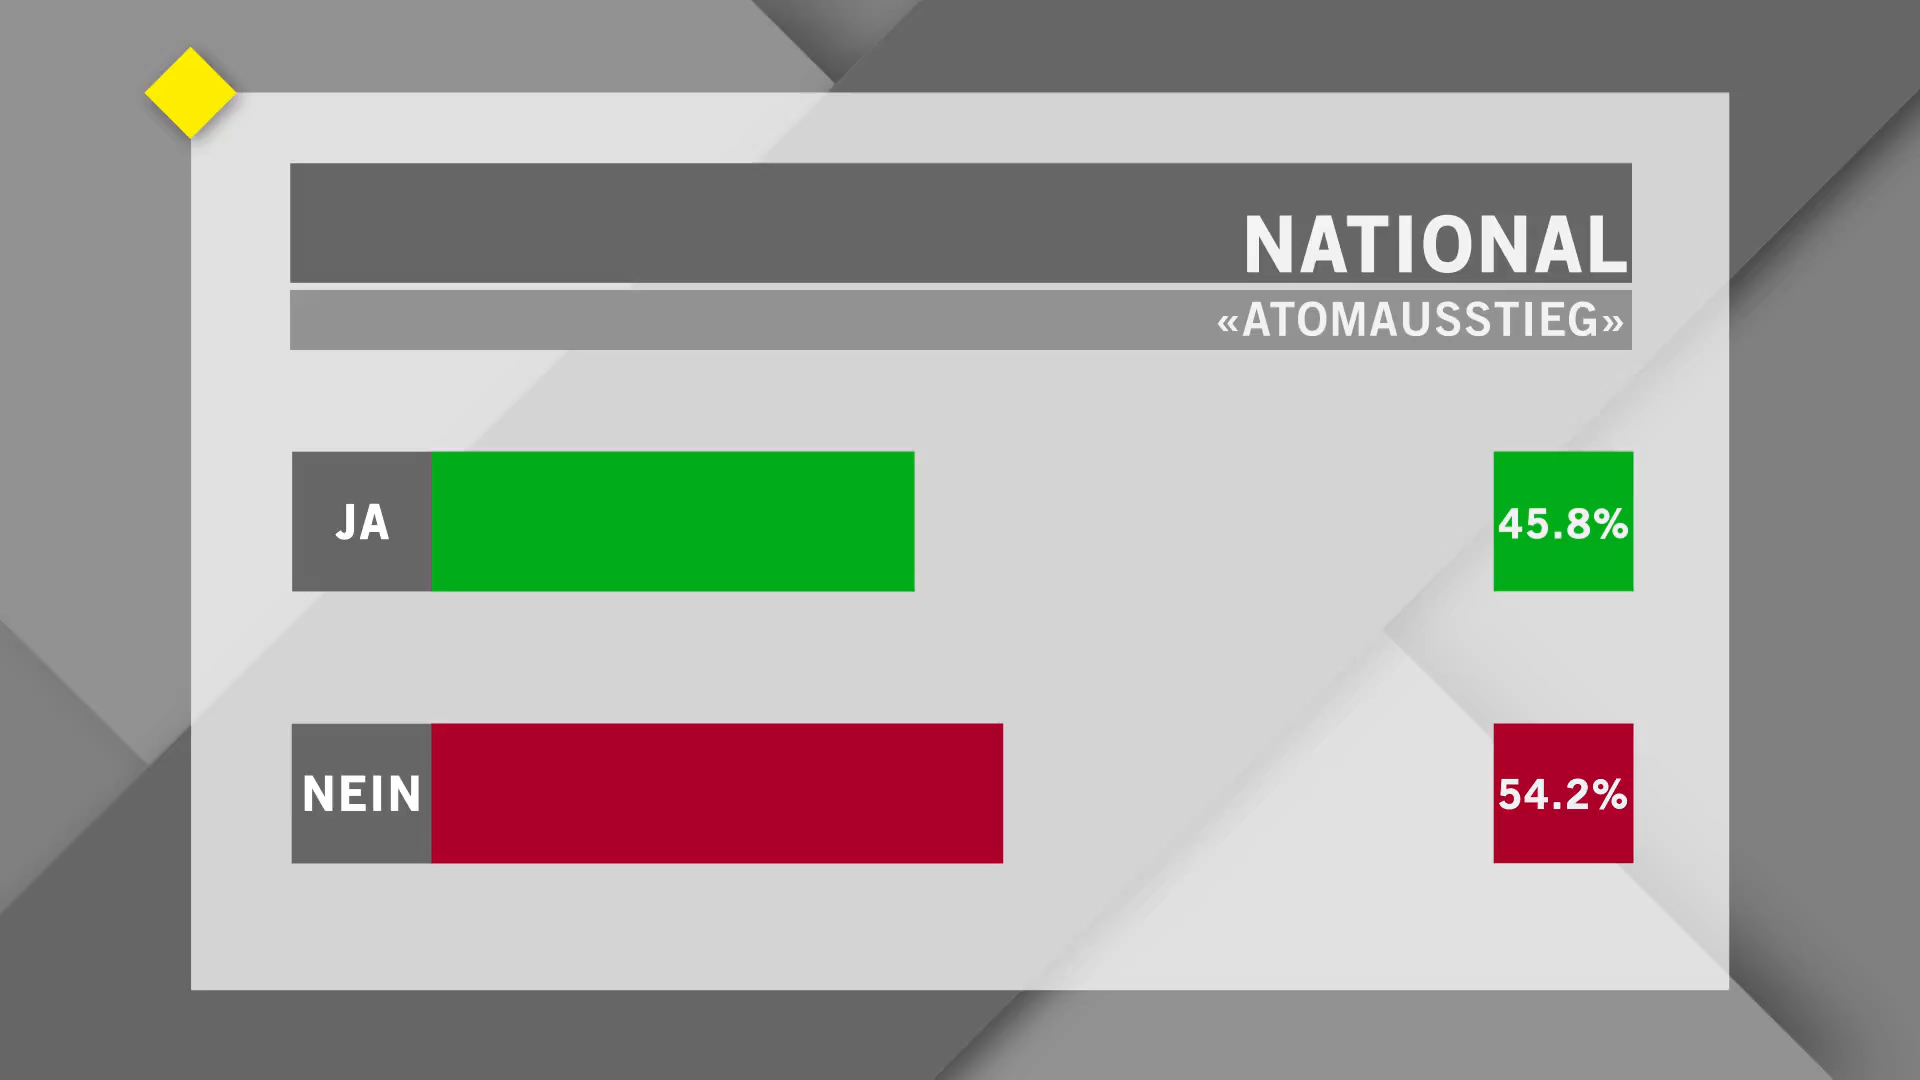 NATIONAL
«ATOMAUSSTIEG»
JA
45.8%
NEIN
54.2%